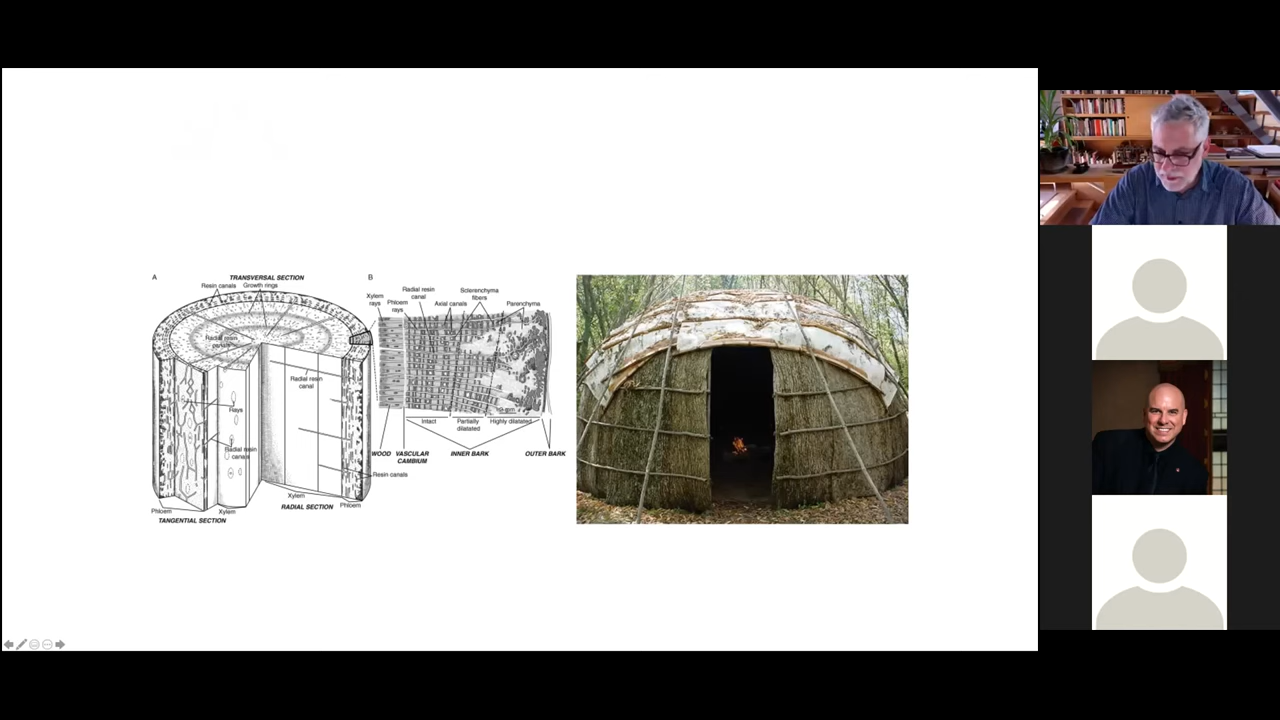 A
TRANSVERSAL SECTION
Resin canals
Growth rings
Radial resin
canals
Radial resin
canal
Rays
Radial resin
canals
Resin canals
Xylem
Phloem
Xylem
RADIAL SECTION
Phloem
TANGENTIAL SECTION
B
Xylem
rays
Phloem
rays
Radial resin
canal
Axial canals
Sclerenchyma
fibers
Parenchyma
Intact
Partially
dilatated
Highly dilatated
WOOD
VASCULAR
CAMBIUM
INNER BARK
OUTER BARK